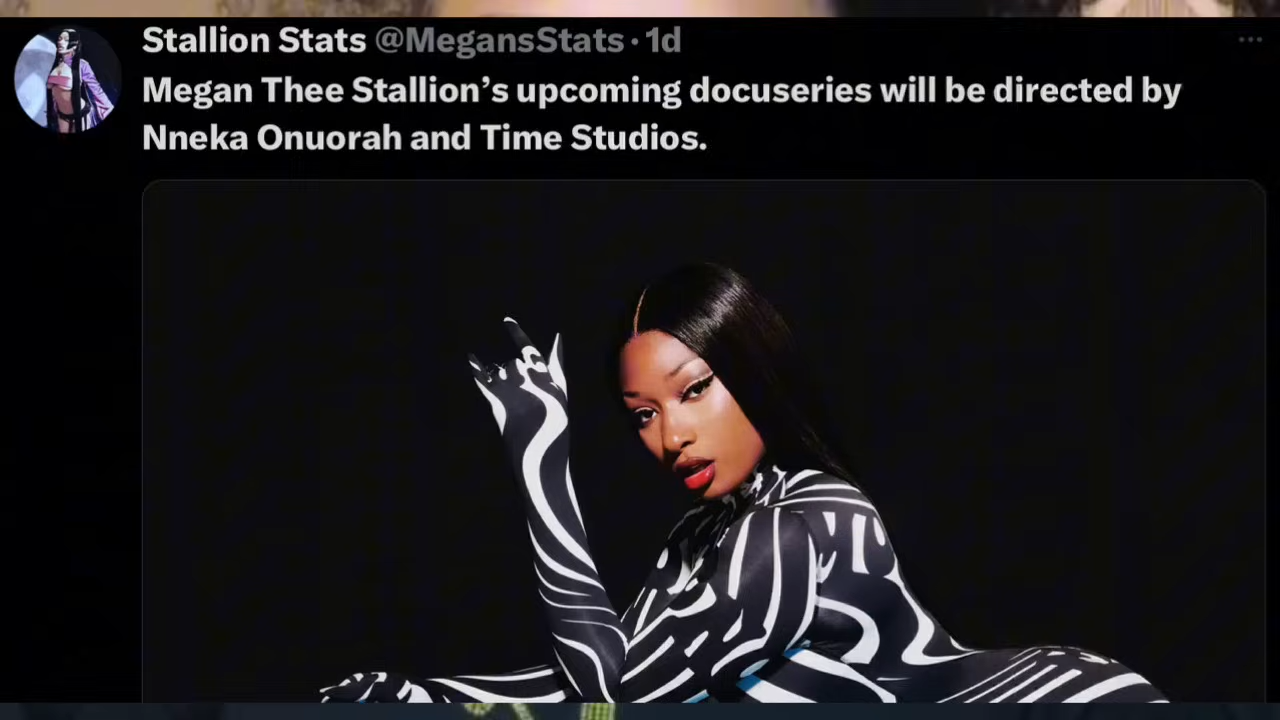 Stallion Stats @MegansStats · 1d
Megan Thee Stallion’s upcoming docuseries will be directed by
Nneka Onuorah and Time Studios.